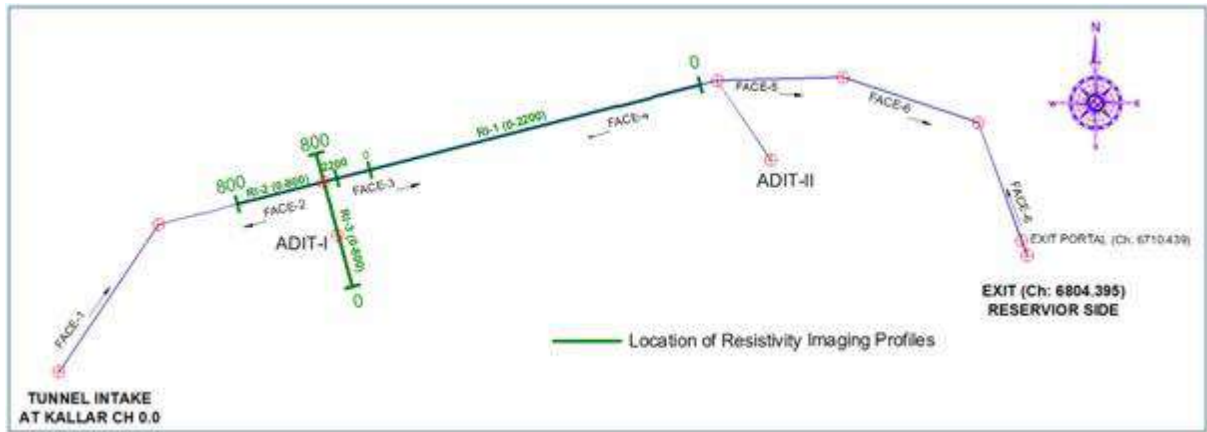 N
W
E
S
0
FACE-5
FACE-6
RI-1 (0-2200)
FACE-4
800
2200
0
FACE-3
800
RI-2 (0-800)
FACE-2
ADIT-II
ADIT-I
RI-3 (0-800)
0
FACE-6
EXIT PORTAL (Ch. 6710.439)
EXIT (Ch: 6804.395)
RESERVIOR SIDE
FACE-1
Location of Resistivity Imaging Profiles
TUNNEL INTAKE
AT KALLAR CH 0.0